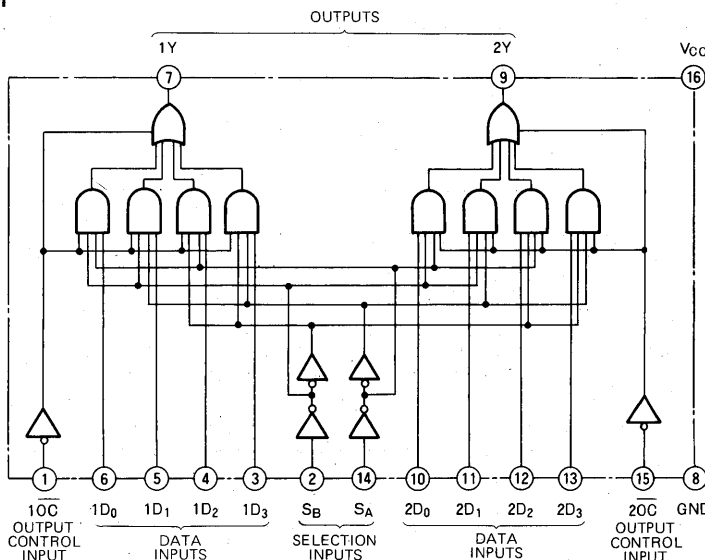 OUTPUTS
1Y 2Y VCC
7 9 16
1 6 5 4 3 2 14 10 11 12 13 15 8
1OC 1D0 1D1 1D2 1D3 SB SA 2D0 2D1 2D2 2D3 2OC GND
OUTPUT CONTROL INPUT
DATA INPUTS
SELECTION INPUTS
DATA INPUTS
OUTPUT CONTROL INPUT